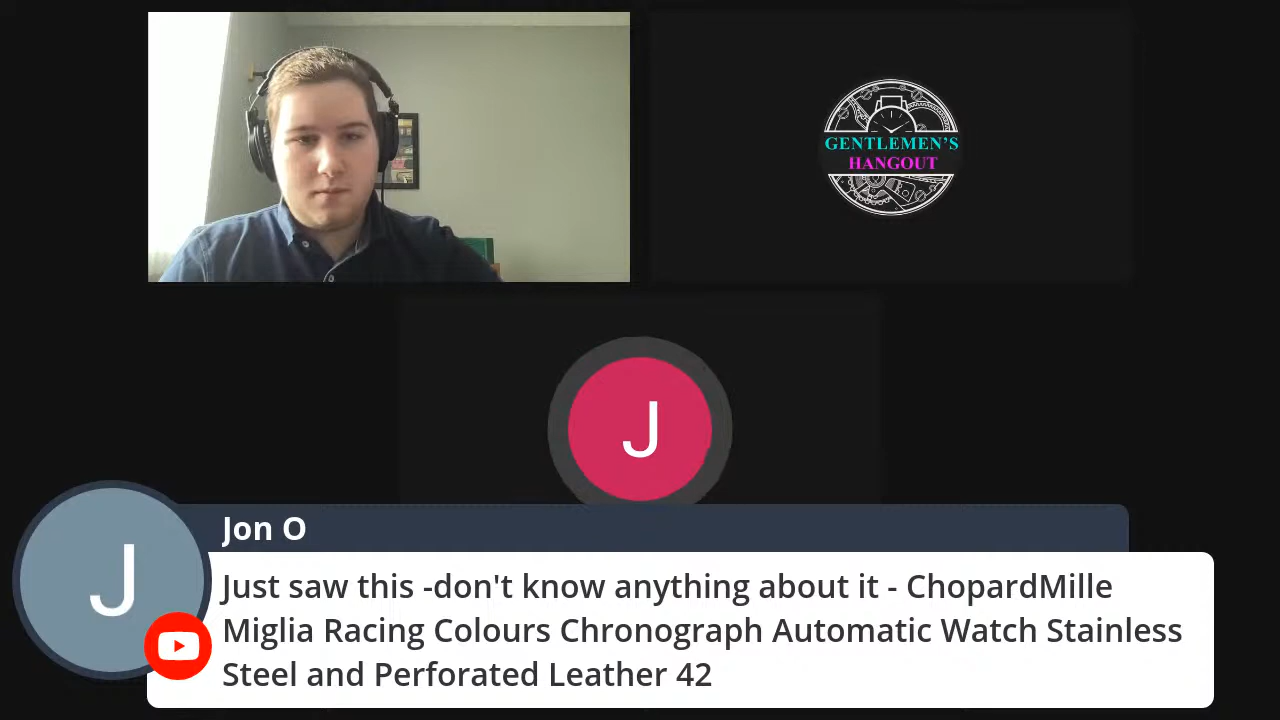 GENTLEMEN'S
HANGOUT
J
Jon O
J
Just saw this -don't know anything about it - ChopardMille
Miglia Racing Colours Chronograph Automatic Watch Stainless
Steel and Perforated Leather 42